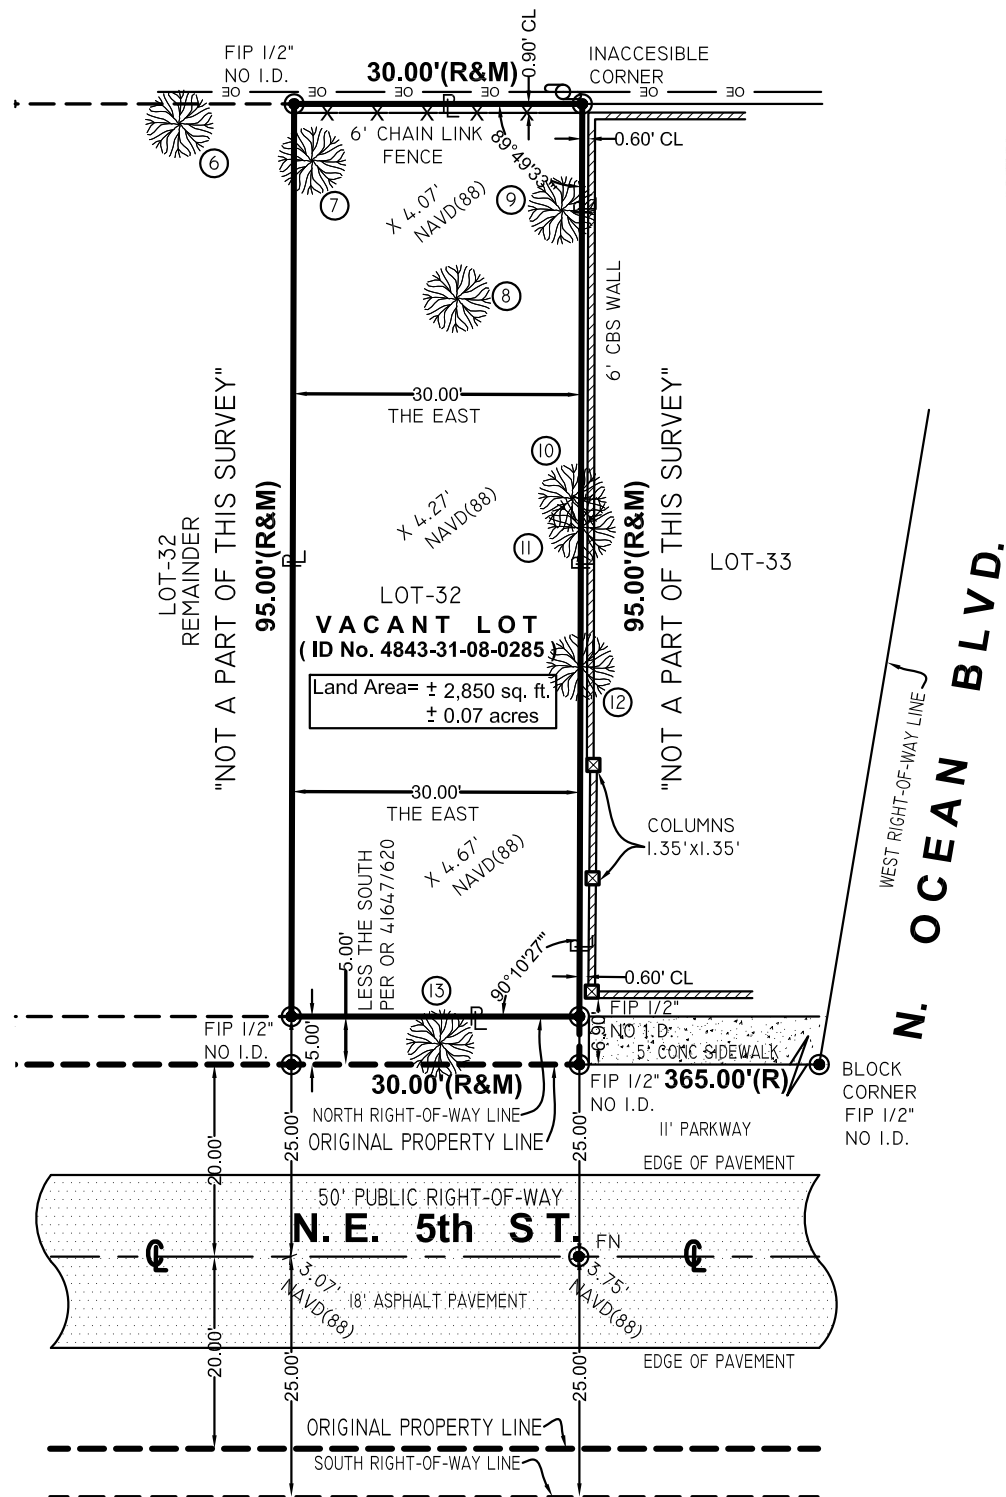 FIP 1/2"
NO I.D.
30.00'(R&M)
0.90' CL
INACCESIBLE
CORNER
OE
OE
OE
OE
OE
6' CHAIN LINK
FENCE
89°49'33"
0.60' CL
6
7
X 4.07'
NAVD(88)
9
8
6' CBS WALL
30.00'
THE EAST
LOT-32
REMAINDER
"NOT A PART OF THIS SURVEY"
95.00'(R&M)
X 4.27'
NAVD(88)
10
11
95.00'(R&M)
"NOT A PART OF THIS SURVEY"
LOT-33
LOT-32
VACANT LOT
( ID No. 4843-31-08-0285 )
Land Area= ± 2,850 sq. ft.
± 0.07 acres
12
WEST RIGHT-OF-WAY LINE
N. OCEAN BLVD.
30.00'
THE EAST
COLUMNS
1.35'x1.35'
X 4.67'
NAVD(88)
5.00'
LESS THE SOUTH
PER OR 41647/620
90°10'27"'
0.60' CL
13
FIP 1/2"
NO I.D.
5.00'
FIP 1/2"
NO I.D.
6.90'
5' CONC SIDEWALK
30.00'(R&M)
FIP 1/2"
NO I.D.
365.00'(R)
BLOCK
CORNER
FIP 1/2"
NO I.D.
NORTH RIGHT-OF-WAY LINE
ORIGINAL PROPERTY LINE
11' PARKWAY
20.00'
25.00'
25.00'
EDGE OF PAVEMENT
50' PUBLIC RIGHT-OF-WAY
N. E. 5th ST.
FN
3.07'
NAVD(88)
18' ASPHALT PAVEMENT
3.75'
NAVD(88)
20.00'
25.00'
25.00'
EDGE OF PAVEMENT
ORIGINAL PROPERTY LINE
SOUTH RIGHT-OF-WAY LINE